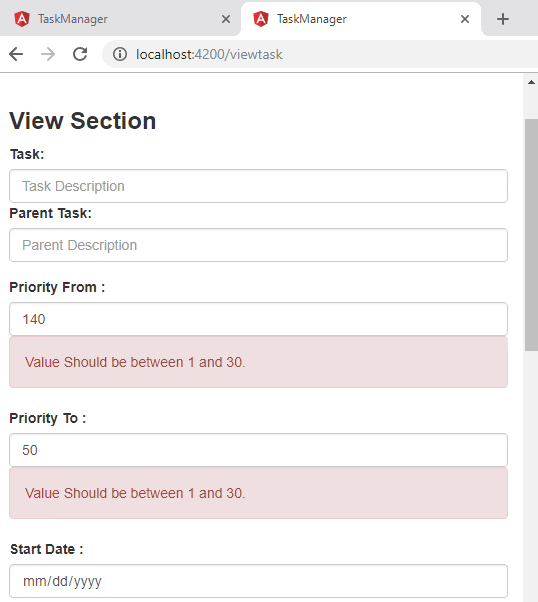 TaskManager
TaskManager
localhost:4200/viewtask
View Section
Task:
Task Description
Parent Task:
Parent Description
Priority From :
140
Value Should be between 1 and 30.
Priority To :
50
Value Should be between 1 and 30.
Start Date :
mm/dd/yyyy